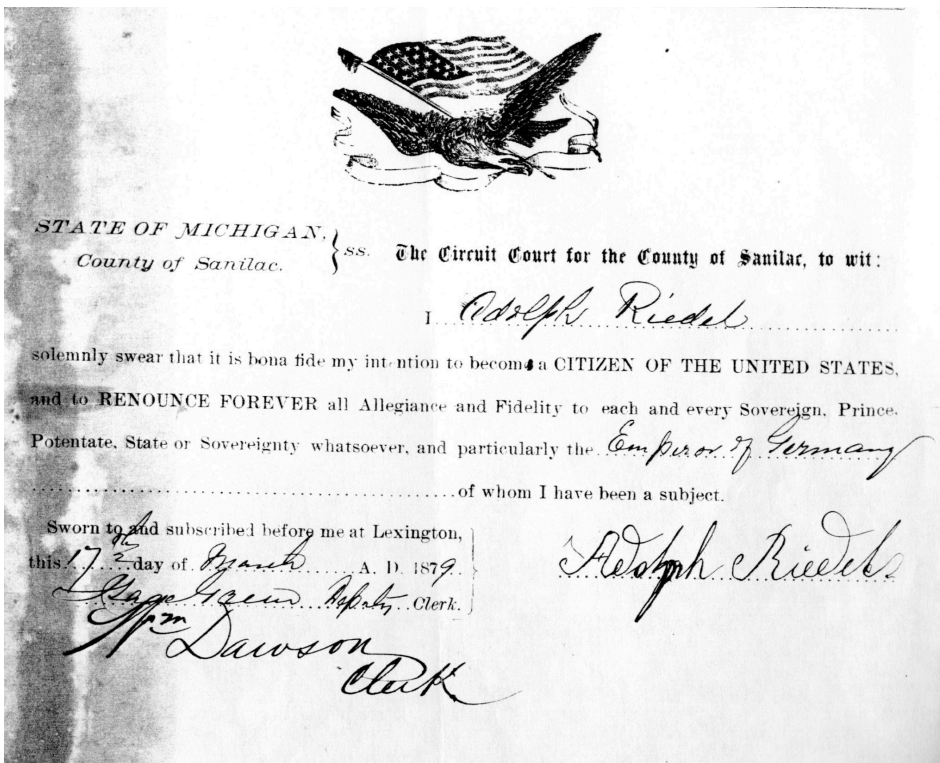 STATE OF MICHIGAN,
County of Sanilac.
ss. The Circuit Court for the County of Sanilac, to wit:
I Adolph Riedel
solemnly swear that it is bona fide my intention to become a CITIZEN OF THE UNITED STATES,
and to RENOUNCE FOREVER all Allegiance and Fidelity to each and every Sovereign, Prince,
Potentate, State or Sovereignty whatsoever, and particularly the Emperor of Germany
of whom I have been a subject.
Sworn to and subscribed before me at Lexington,
this 17th day of March A. D. 1879.
Deputy Clerk.
Adolph Riedel
Wm Dawson
Clerk